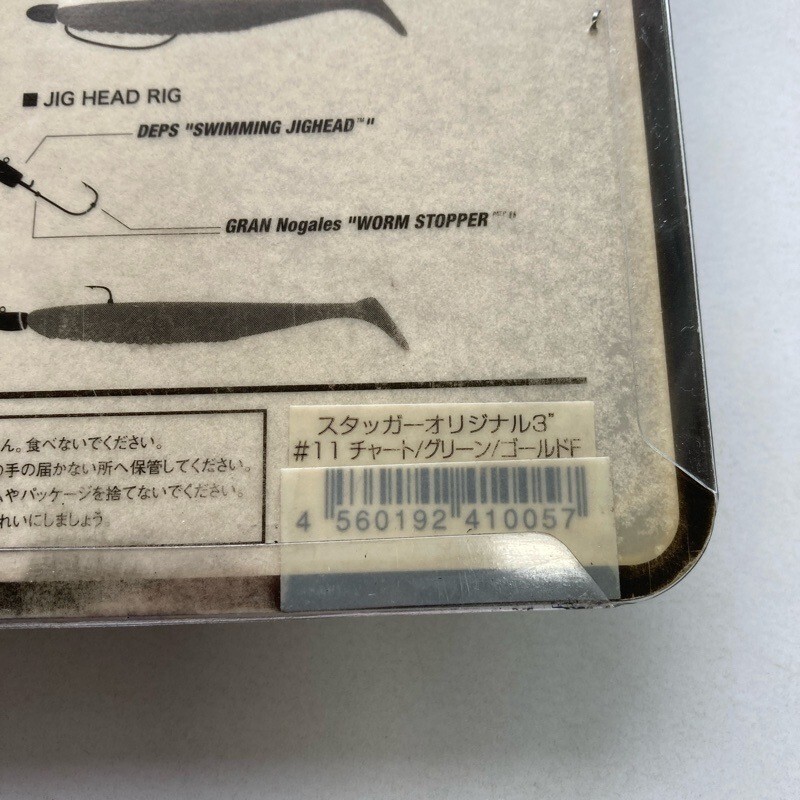 ■ JIG HEAD RIG
DEPS "SWIMMING JIGHEAD™"
GRAN Nogales "WORM STOPPER
スタッガーオリジナル3"
#11 チャート/グリーン/ゴールドF
4 560192 410057
ん。食べないでください。
の手の届かない所へ保管してください。
やパッケージを捨てないでください。
れいにしましょう。